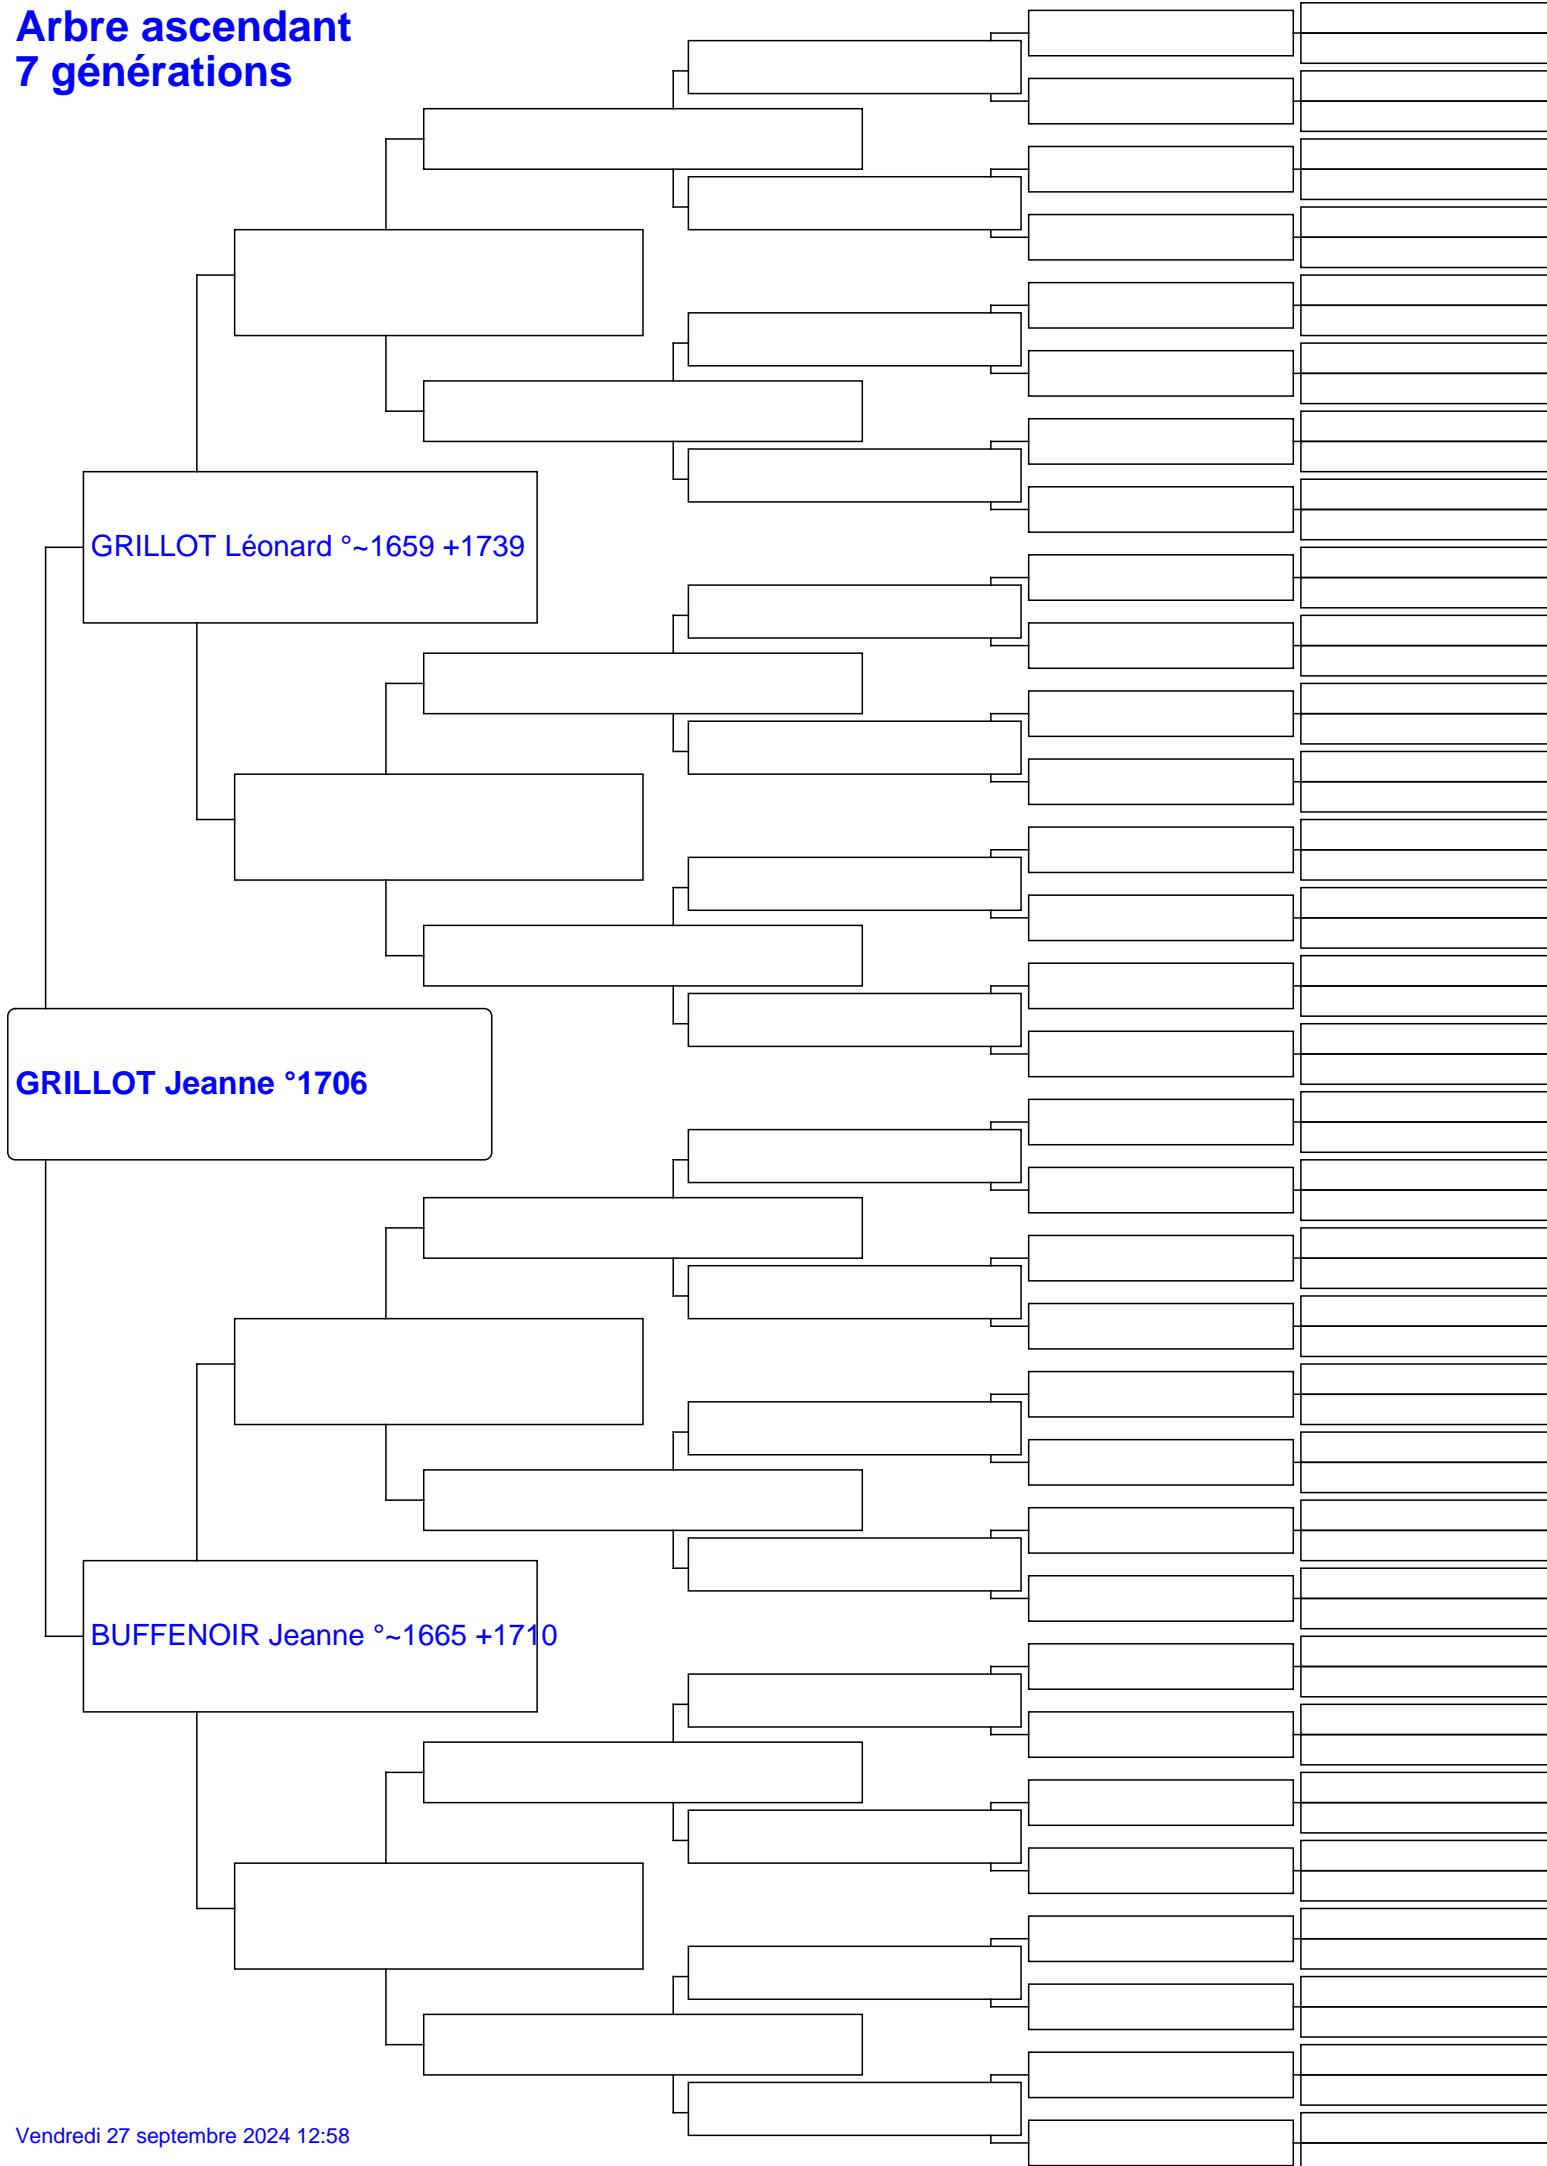 Arbre ascendant
7 générations
GRILLOT Léonard °~1659 +1739
GRILLOT Jeanne °1706
BUFFENOIR Jeanne °~1665 +1710
Vendredi 27 septembre 2024 12:58